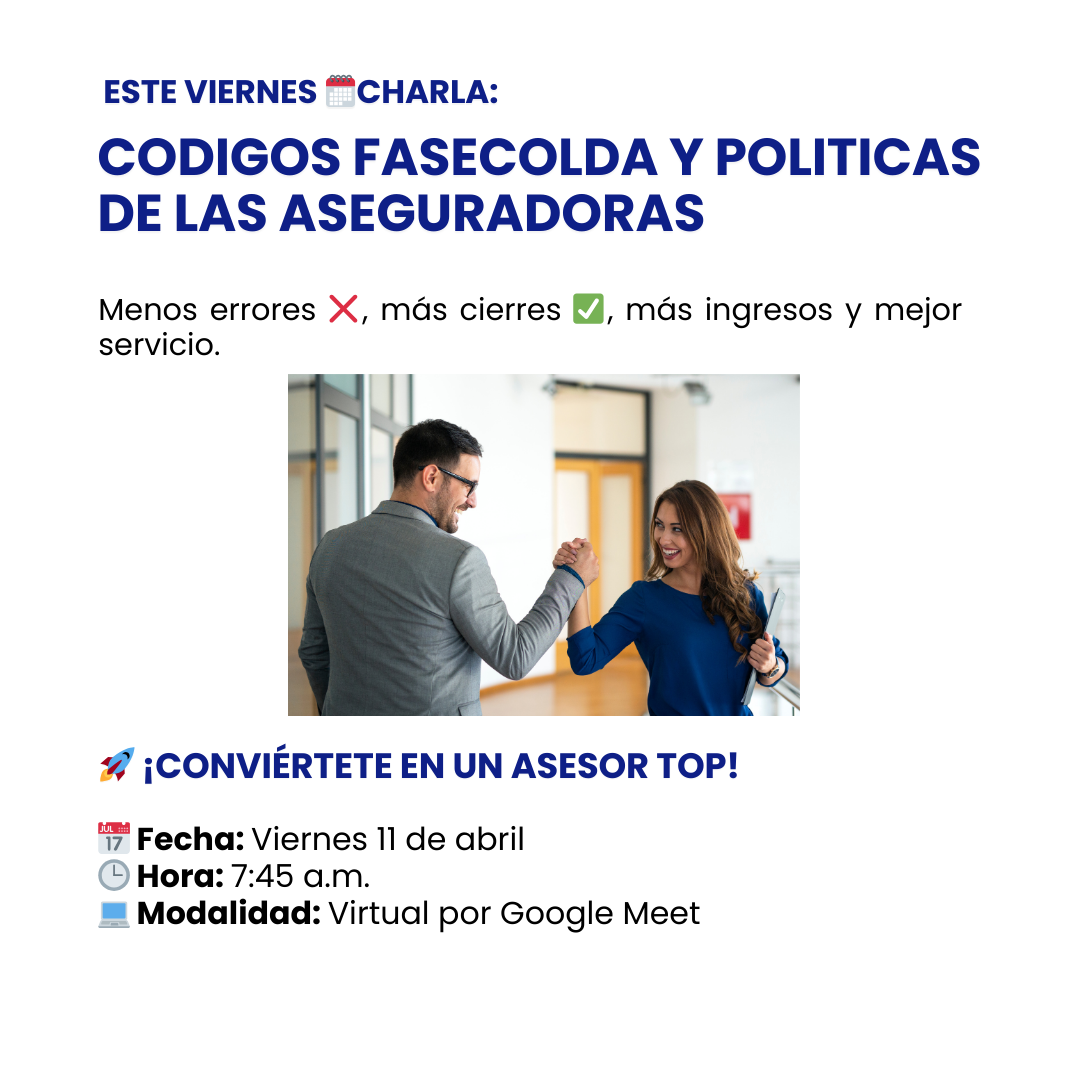 ESTE VIERNES 🗓️CHARLA:
CODIGOS FASECOLDA Y POLITICAS
DE LAS ASEGURADORAS
Menos errores ❌, más cierres ✅, más ingresos y mejor
servicio.
🚀 ¡CONVIÉRTETE EN UN ASESOR TOP!
📅 Fecha: Viernes 11 de abril
🕒 Hora: 7:45 a.m.
💻 Modalidad: Virtual por Google Meet